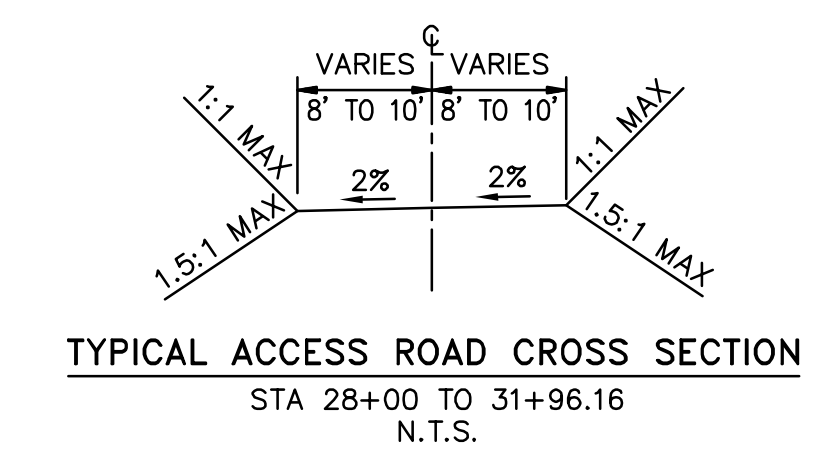 ℄
VARIES VARIES
8' TO 10' 8' TO 10'
1:1 MAX 1:1 MAX
2% 2%
1.5:1 MAX 1.5:1 MAX
TYPICAL ACCESS ROAD CROSS SECTION
STA 28+00 TO 31+96.16
N.T.S.